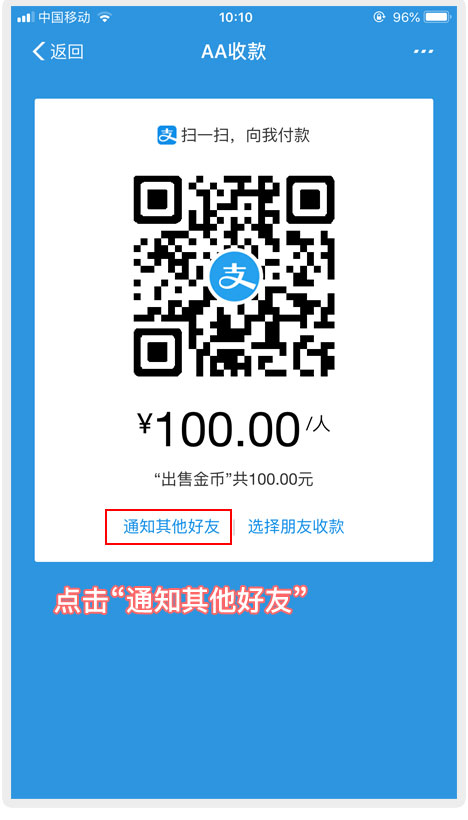 中国移动 10:10 96%
返回 AA收款 ···
支 扫一扫，向我付款
支
¥100.00/人
“出售金币”共100.00元
通知其他好友 | 选择朋友收款
点击“通知其他好友”